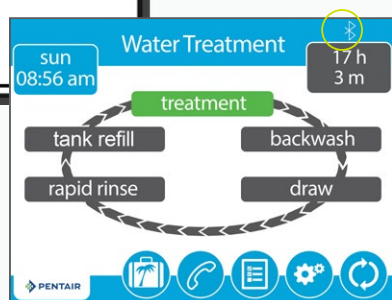 Water Treatment
sun
08:56 am
17 h
3 m
treatment
tank refill
backwash
rapid rinse
draw
PENTAIR